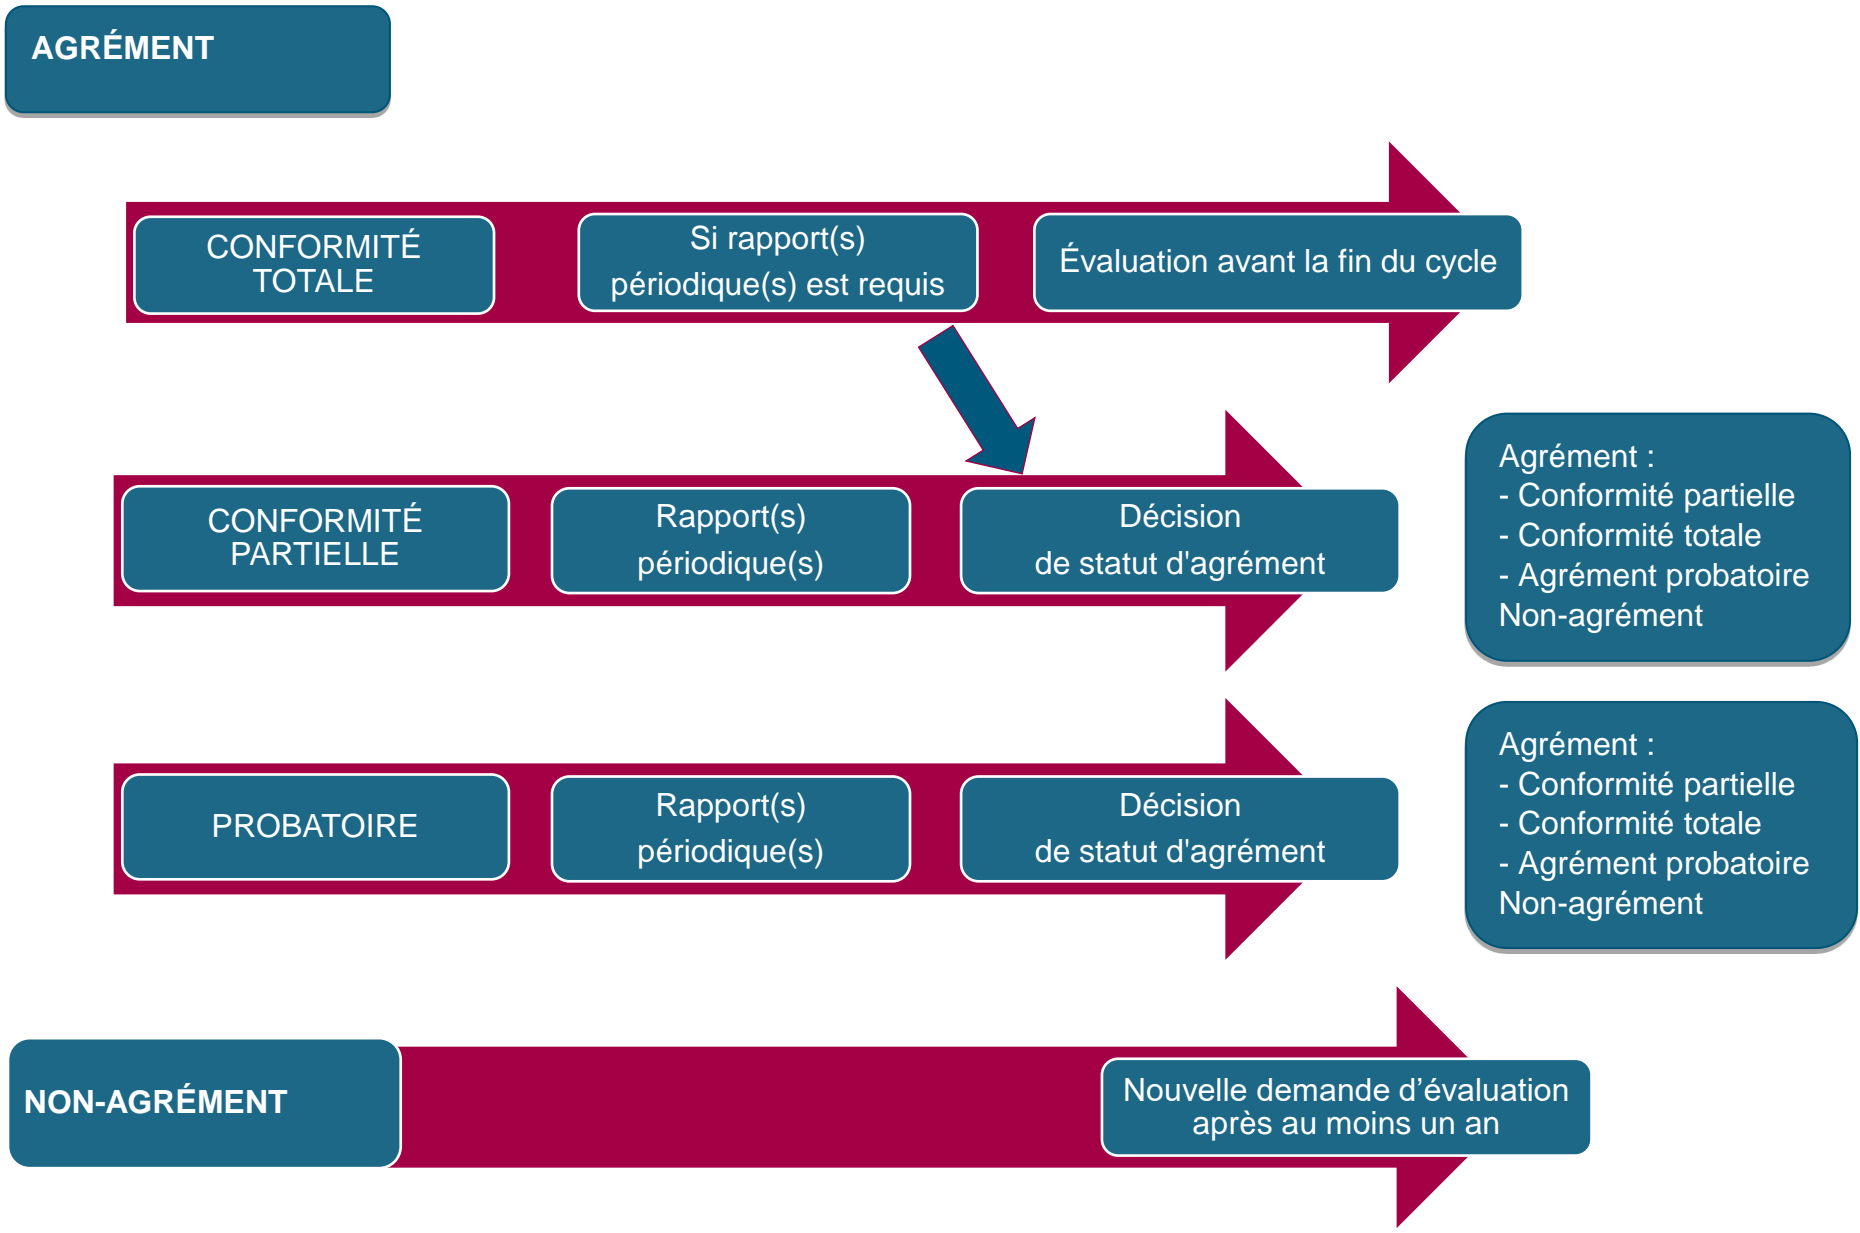 AGRÉMENT
CONFORMITÉ
TOTALE
Si rapport(s)
périodique(s) est requis
Évaluation avant la fin du cycle
CONFORMITÉ
PARTIELLE
Rapport(s)
périodique(s)
Décision
de statut d'agrément
Agrément :
- Conformité partielle
- Conformité totale
- Agrément probatoire
Non-agrément
PROBATOIRE
Rapport(s)
périodique(s)
Décision
de statut d'agrément
Agrément :
- Conformité partielle
- Conformité totale
- Agrément probatoire
Non-agrément
NON-AGRÉMENT
Nouvelle demande d’évaluation
après au moins un an